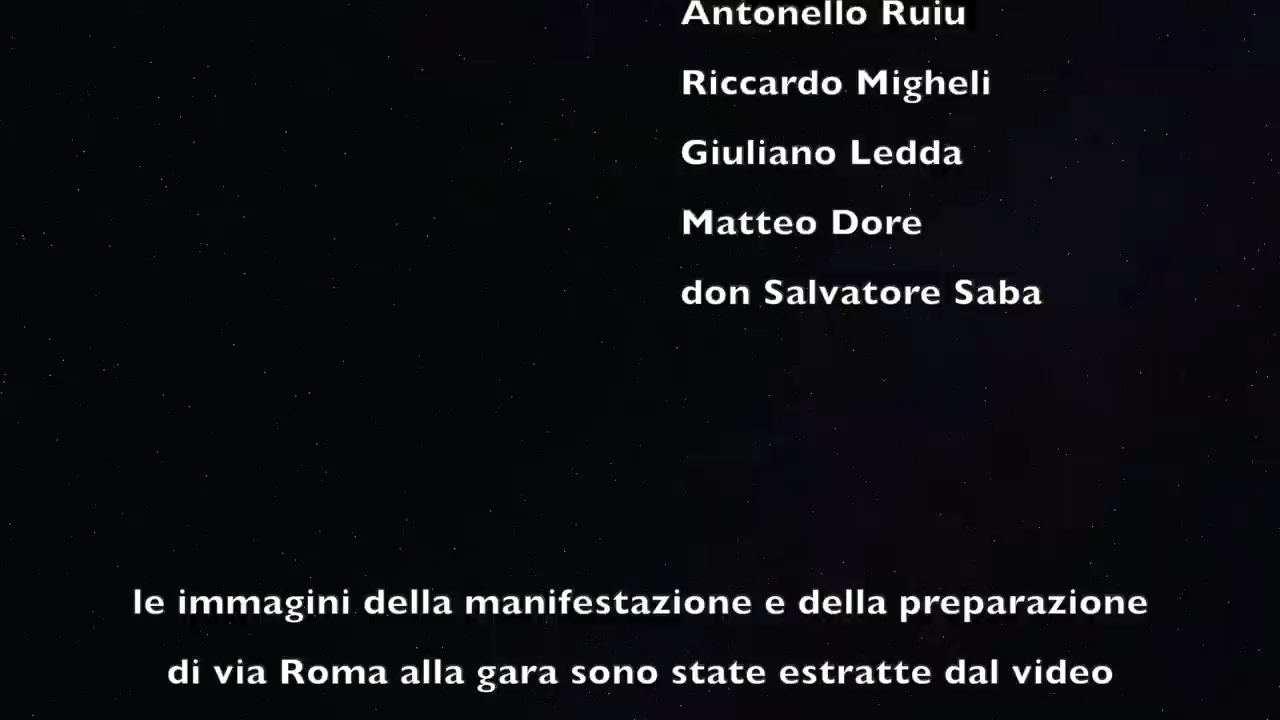 Antonello Ruiu
Riccardo Migheli
Giuliano Ledda
Matteo Dore
don Salvatore Saba
le immagini della manifestazione e della preparazione
di via Roma alla gara sono state estratte dal video